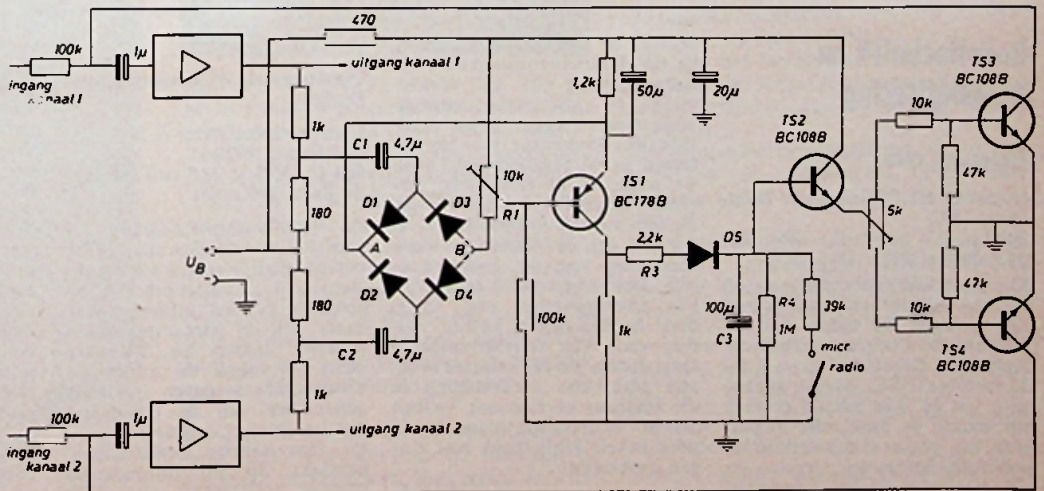 100k
1µ
ingang
kanaal 1
uitgang kanaal 1
470
1k
C1
4,7µ
180
D1
D3
A
B
D2
D4
U_B
+
-
180
C2
4,7µ
1k
10k
R1
1,2k
50µ
20µ
TS1
BC178B
2,2k
R3
D5
100k
1k
100µ
C3
R4
1M
39k
micr.
radio
TS2
BC108B
5k
10k
47k
47k
10k
TS3
BC108B
TS4
BC108B
100k
1µ
ingang
kanaal 2
uitgang kanaal 2